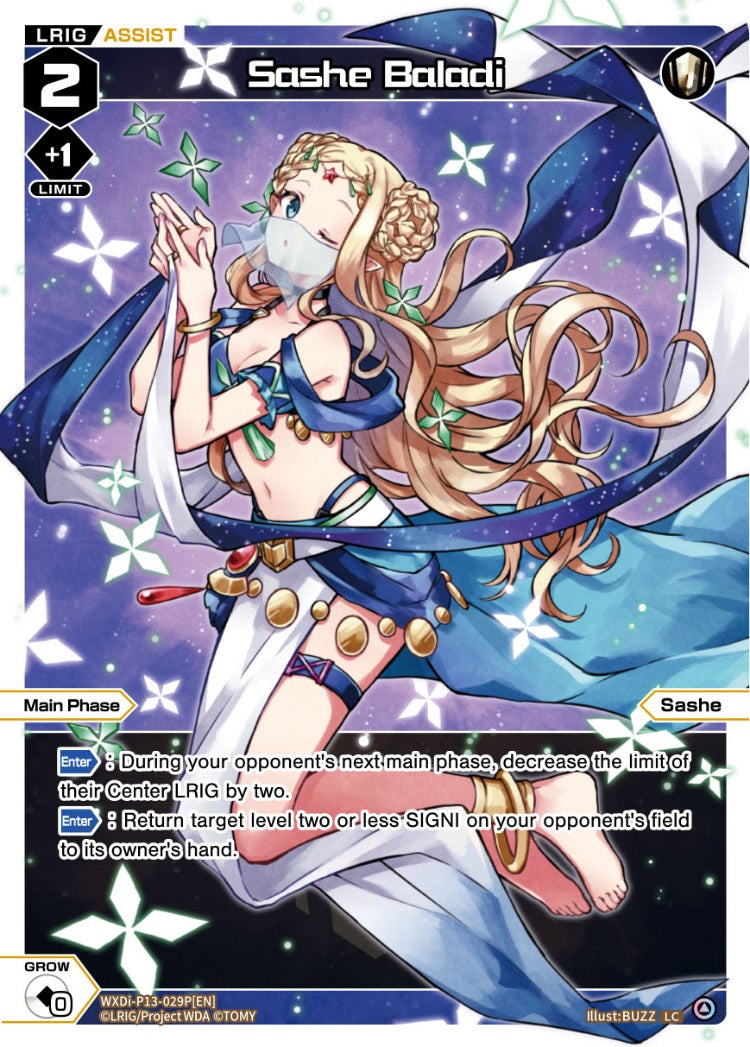 LRIG ASSIST
2
Sashe Baladi
+1
LIMIT
Main Phase
Sashe
Enter : During your opponent's next main phase, decrease the limit of
their Center LRIG by two.
Enter : Return target level two or less SIGNI on your opponent's field
to its owner's hand.
GROW
0
WXDi-P13-029P[EN]
©LRIG/Project WDA ©TOMY
Illust:BUZZ LC